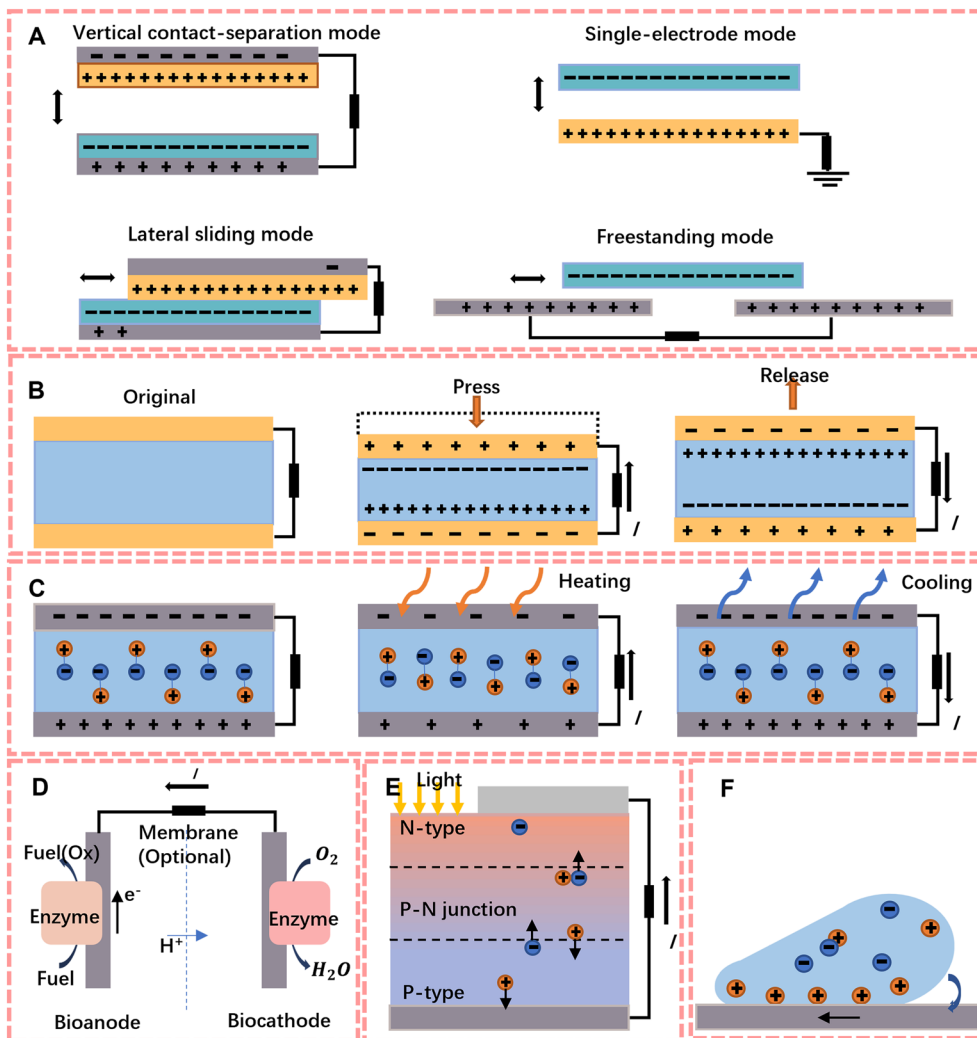 A
Vertical contact-separation mode
Single-electrode mode
Lateral sliding mode
Freestanding mode
B
Original
Press
Release
I
I
C
Heating
Cooling
I
I
D
I
Membrane
(Optional)
Fuel(Ox)
Enzyme
e-
H+
Fuel
Bioanode
O2
Enzyme
H2O
Biocathode
E
Light
N-type
P-N junction
P-type
I
F